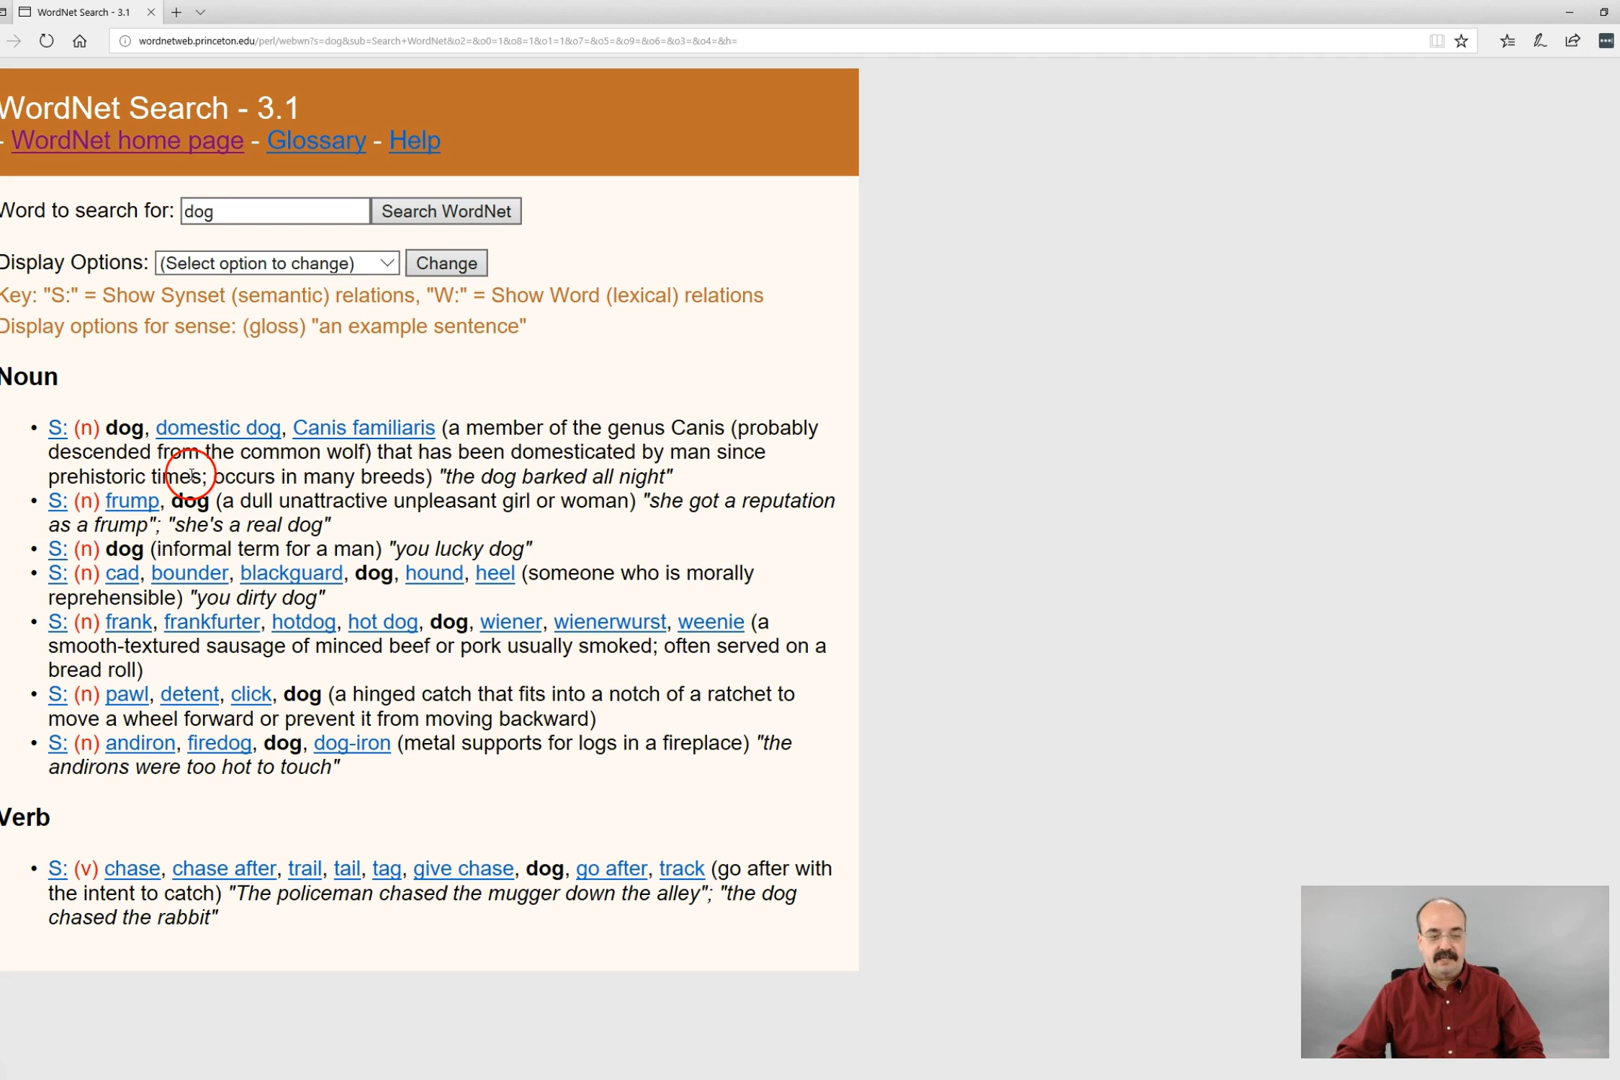 WordNet Search - 3.1
wordnetweb.princeton.edu/perl/webwn?s=dog&sub=Search+WordNet&o2=&o0=1&o8=1&o1=1&o7=&o5=&o9=&o6=&o3=&o4=&h=
WordNet Search - 3.1
- WordNet home page - Glossary - Help
Word to search for: dog Search WordNet
Display Options: (Select option to change) Change
Key: "S:" = Show Synset (semantic) relations, "W:" = Show Word (lexical) relations
Display options for sense: (gloss) "an example sentence"
Noun
• S: (n) dog, domestic dog, Canis familiaris (a member of the genus Canis (probably
descended from the common wolf) that has been domesticated by man since
prehistoric times; occurs in many breeds) "the dog barked all night"
• S: (n) frump, dog (a dull unattractive unpleasant girl or woman) "she got a reputation
as a frump"; "she's a real dog"
• S: (n) dog (informal term for a man) "you lucky dog"
• S: (n) cad, bounder, blackguard, dog, hound, heel (someone who is morally
reprehensible) "you dirty dog"
• S: (n) frank, frankfurter, hotdog, hot dog, dog, wiener, wienerwurst, weenie (a
smooth-textured sausage of minced beef or pork usually smoked; often served on a
bread roll)
• S: (n) pawl, detent, click, dog (a hinged catch that fits into a notch of a ratchet to
move a wheel forward or prevent it from moving backward)
• S: (n) andiron, firedog, dog, dog-iron (metal supports for logs in a fireplace) "the
andirons were too hot to touch"
Verb
• S: (v) chase, chase after, trail, tail, tag, give chase, dog, go after, track (go after with
the intent to catch) "The policeman chased the mugger down the alley"; "the dog
chased the rabbit"